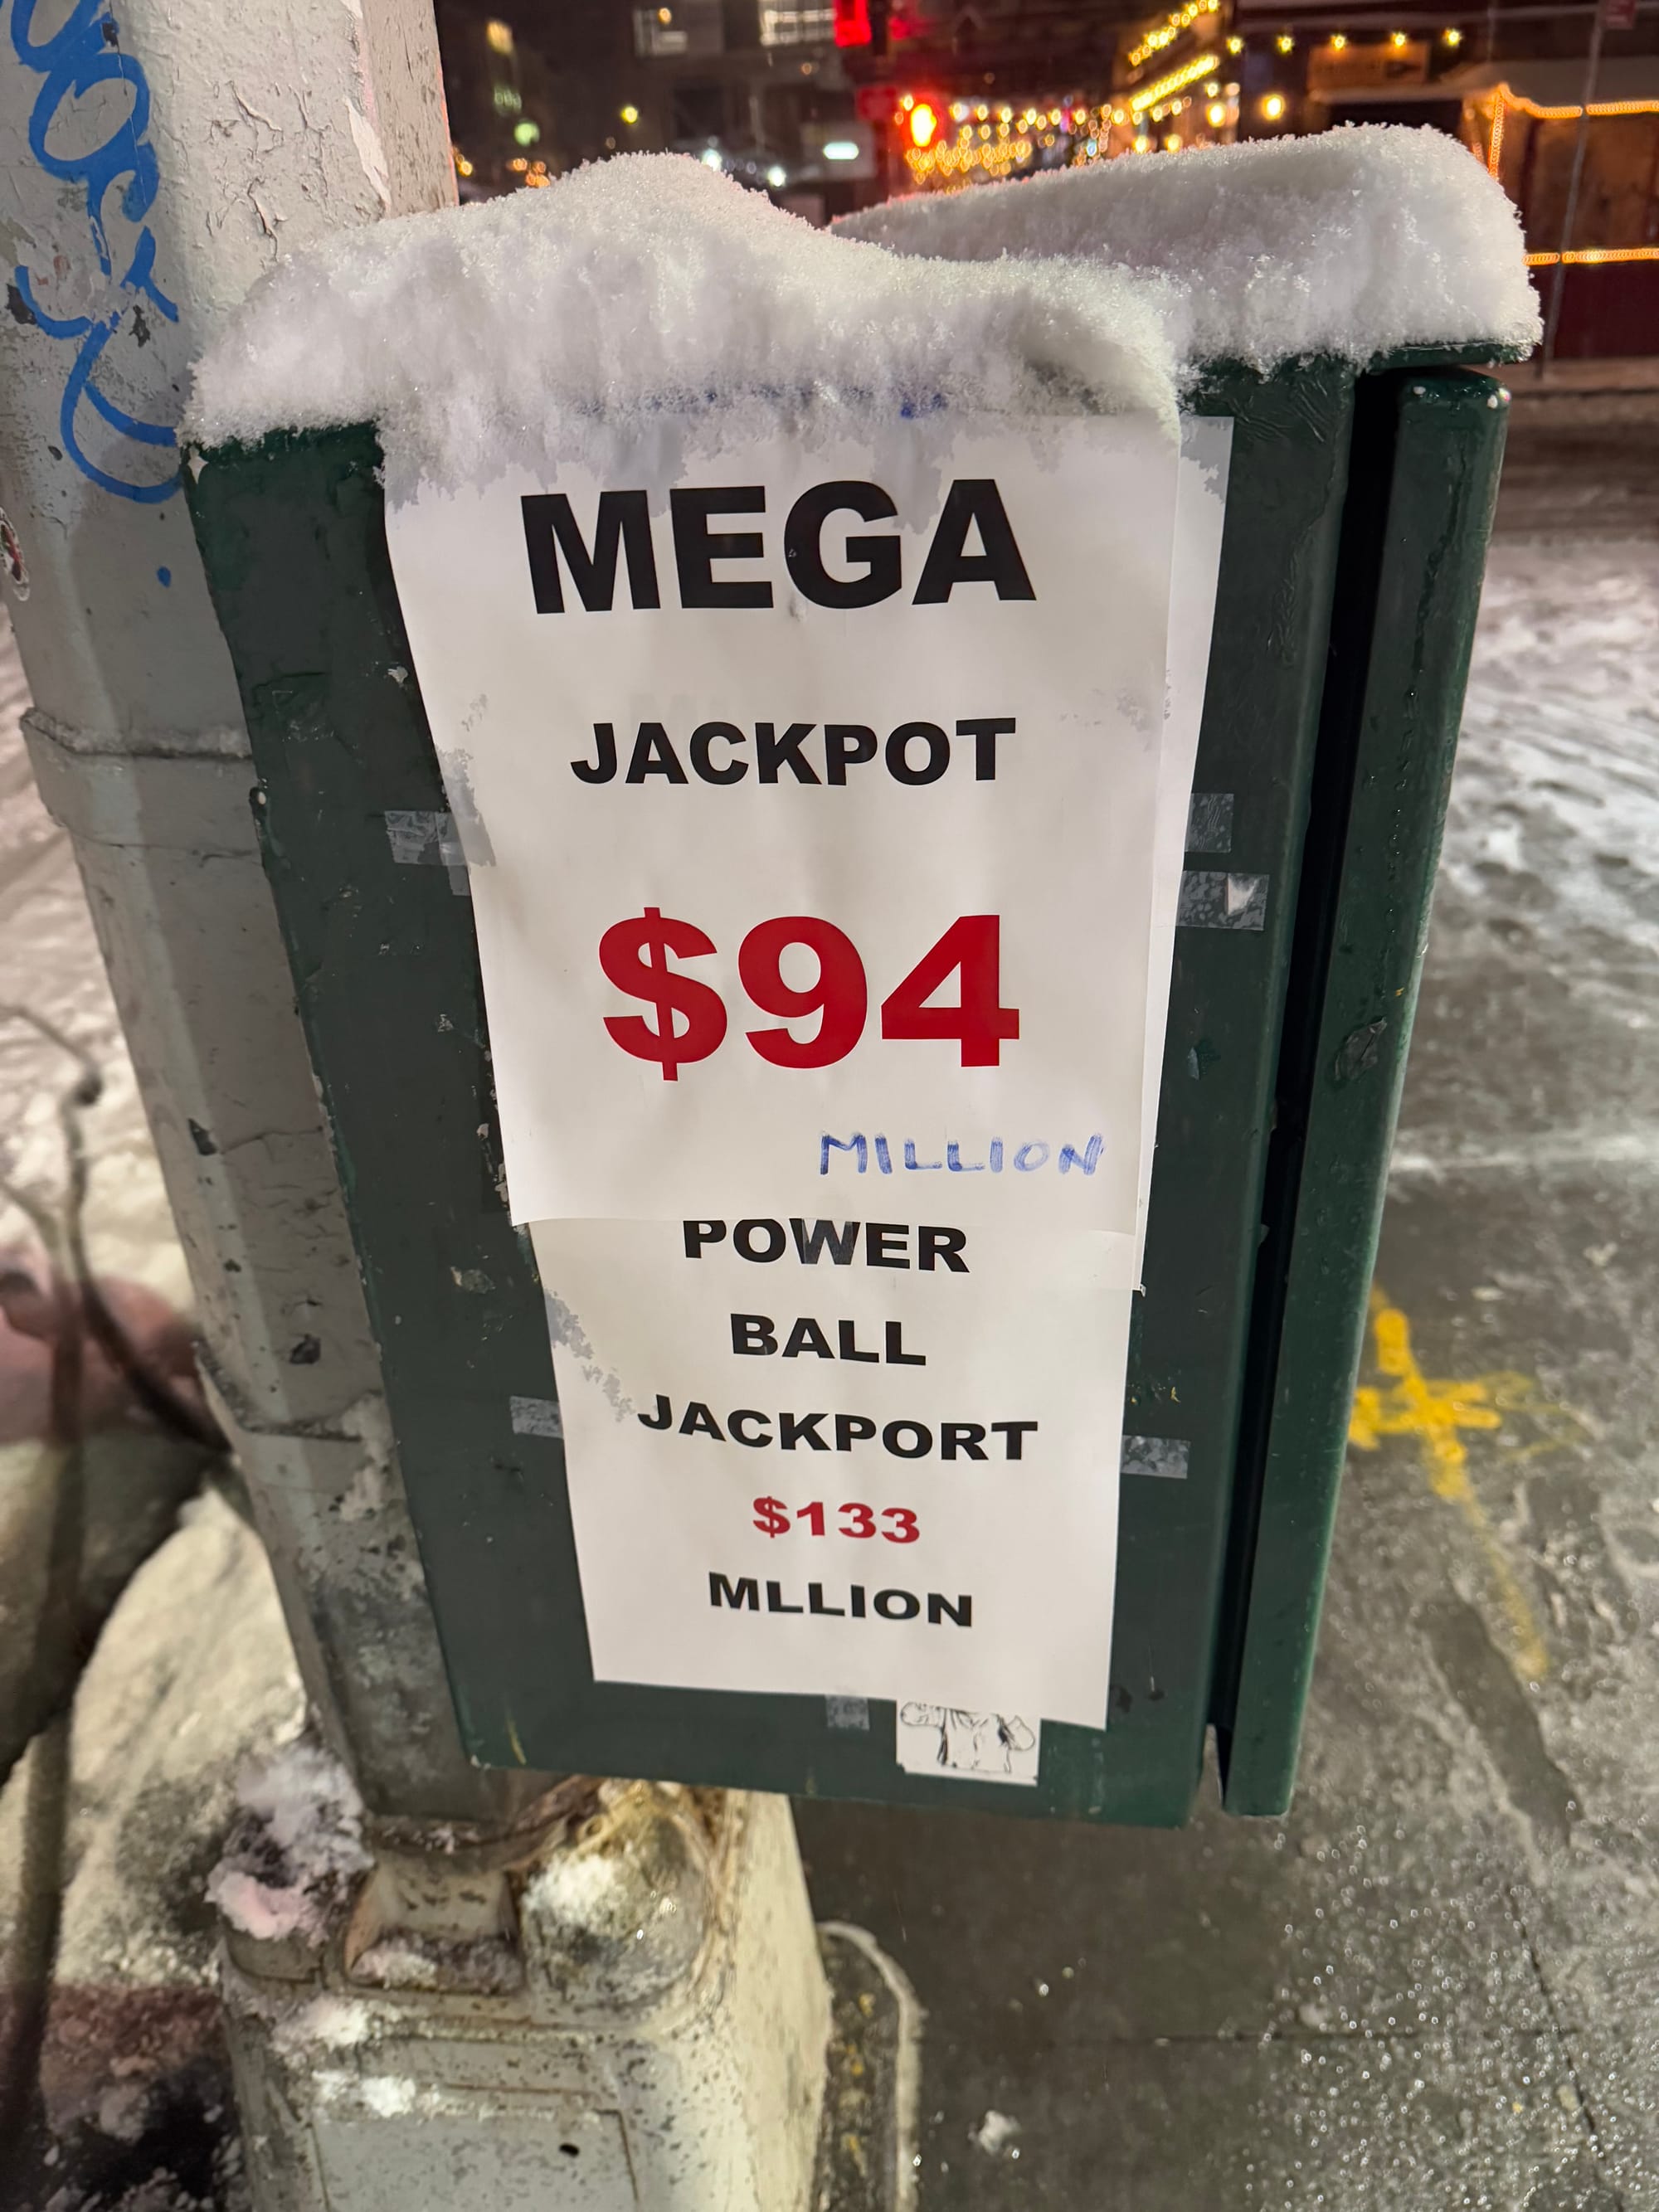 MEGA
JACKPOT
$94
MILLION
POWER
BALL
JACKPORT
$133
MLLION